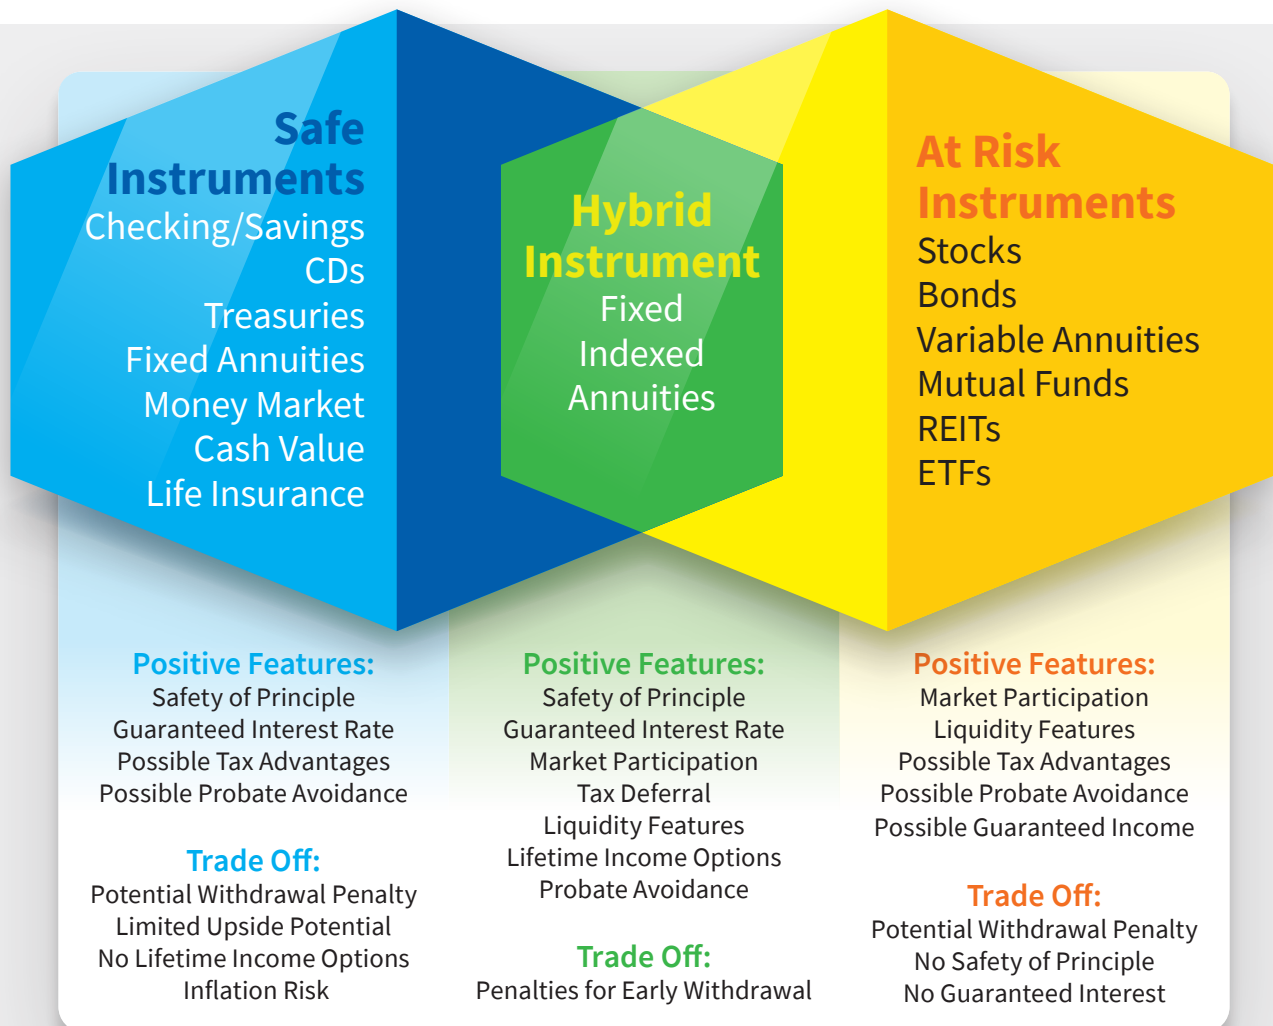 Safe
Instruments
Checking/Savings
CDs
Treasuries
Fixed Annuities
Money Market
Cash Value
Life Insurance
Hybrid
Instrument
Fixed
Indexed
Annuities
At Risk
Instruments
Stocks
Bonds
Variable Annuities
Mutual Funds
REITs
ETFs
Positive Features:
Safety of Principle
Guaranteed Interest Rate
Possible Tax Advantages
Possible Probate Avoidance
Trade Off:
Potential Withdrawal Penalty
Limited Upside Potential
No Lifetime Income Options
Inflation Risk
Positive Features:
Safety of Principle
Guaranteed Interest Rate
Market Participation
Tax Deferral
Liquidity Features
Lifetime Income Options
Probate Avoidance
Trade Off:
Penalties for Early Withdrawal
Positive Features:
Market Participation
Liquidity Features
Possible Tax Advantages
Possible Probate Avoidance
Possible Guaranteed Income
Trade Off:
Potential Withdrawal Penalty
No Safety of Principle
No Guaranteed Interest